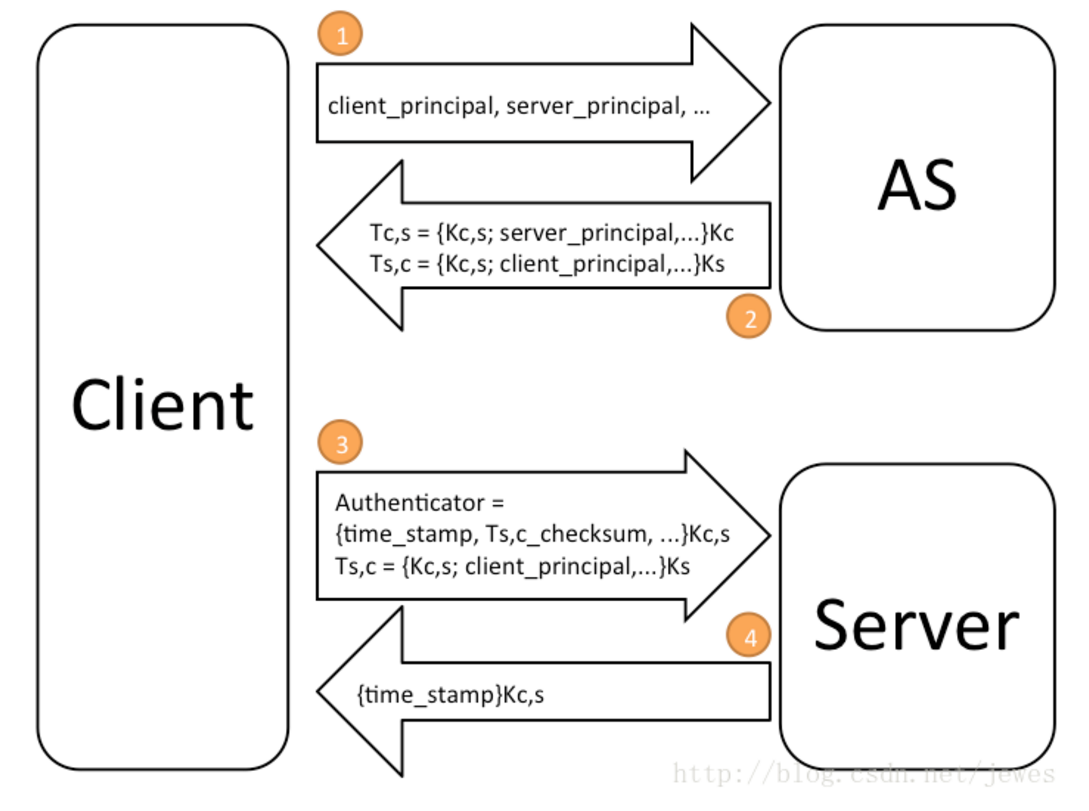 1
client_principal, server_principal, ...
AS
Tc,s = {Kc,s; server_principal,...}Kc
Ts,c = {Kc,s; client_principal,...}Ks
2
Client
3
Authenticator =
{time_stamp, Ts,c_checksum, ...}Kc,s
Ts,c = {Kc,s; client_principal,...}Ks
Server
4
{time_stamp}Kc,s
http://blog.csdn.net/jewes